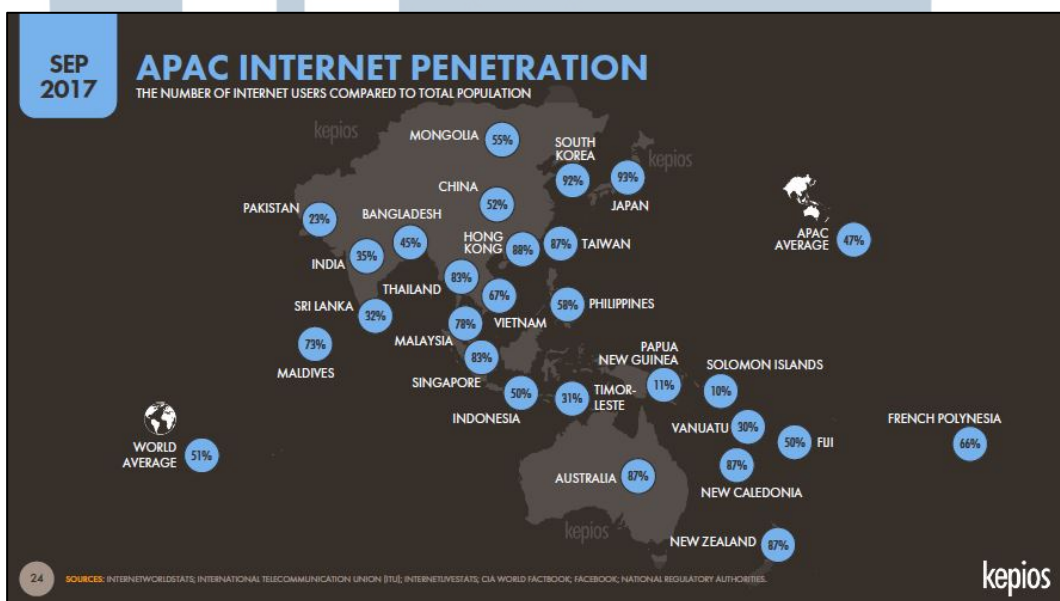 SEP
2017
APAC INTERNET PENETRATION
THE NUMBER OF INTERNET USERS COMPARED TO TOTAL POPULATION
kepios
MONGOLIA
55%
SOUTH
KOREA
92%
kepios
93%
JAPAN
CHINA
52%
PAKISTAN
23%
BANGLADESH
45%
INDIA
35%
HONG
KONG
88%
87%
TAIWAN
APAC
AVERAGE
47%
THAILAND
83%
SRI LANKA
32%
67%
VIETNAM
58%
PHILIPPINES
MALAYSIA
78%
73%
MALDIVES
SINGAPORE
83%
PAPUA
NEW GUINEA
11%
SOLOMON ISLANDS
10%
INDONESIA
50%
31%
TIMOR-
LESTE
VANUATU
30%
50%
FIJI
FRENCH POLYNESIA
66%
WORLD
AVERAGE
51%
AUSTRALIA
87%
87%
NEW CALEDONIA
kepios
NEW ZEALAND
87%
24
SOURCES: INTERNETWORLDSTATS; INTERNATIONAL TELECOMMUNICATION UNION (ITU); INTERNETLIVESTATS; CIA WORLD FACTBOOK; FACEBOOK; NATIONAL REGULATORY AUTHORITIES.
kepios